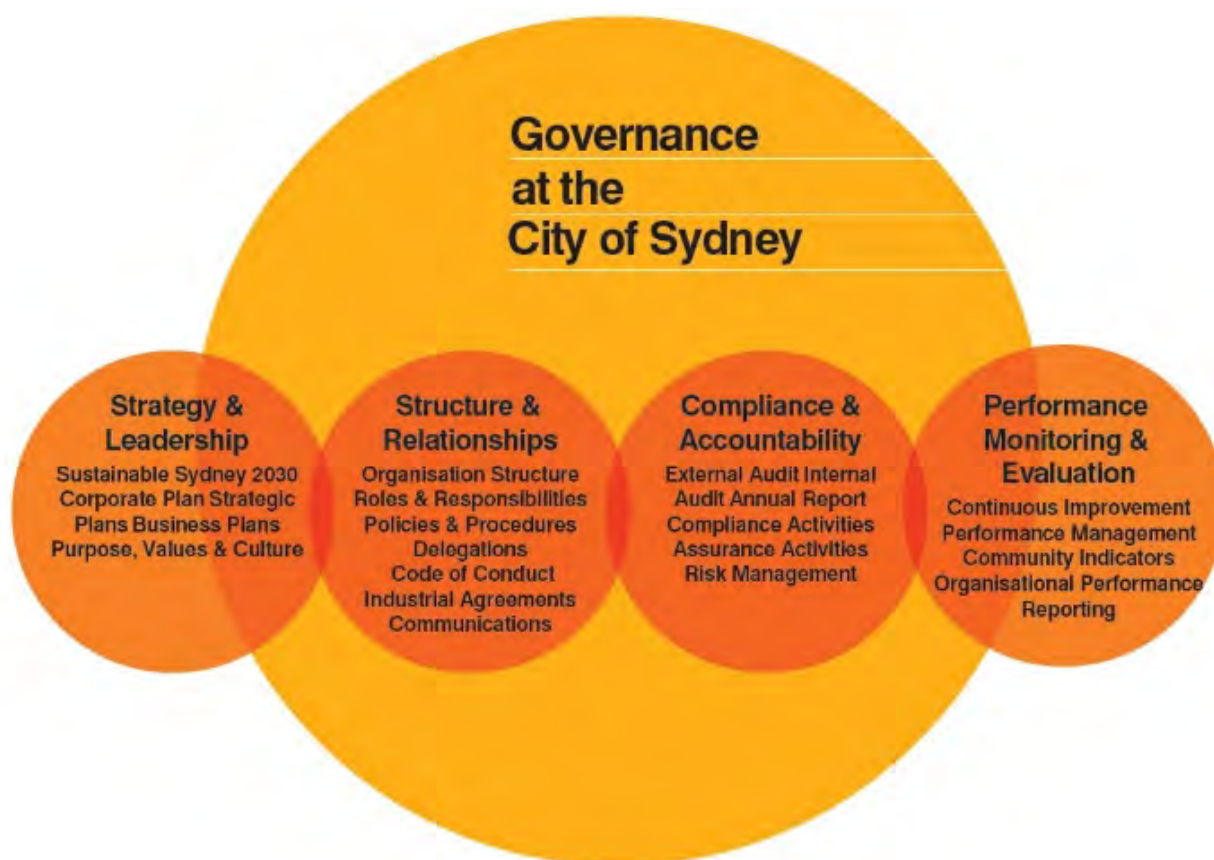 Governance
at the
City of Sydney
Strategy &
Leadership
Sustainable Sydney 2030
Corporate Plan Strategic
Plans Business Plans
Purpose, Values & Culture
Structure &
Relationships
Organisation Structure
Roles & Responsibilities
Policies & Procedures
Delegations
Code of Conduct
Industrial Agreements
Communications
Compliance &
Accountability
External Audit Internal
Audit Annual Report
Compliance Activities
Assurance Activities
Risk Management
Performance
Monitoring &
Evaluation
Continuous Improvement
Performance Management
Community Indicators
Organisational Performance
Reporting